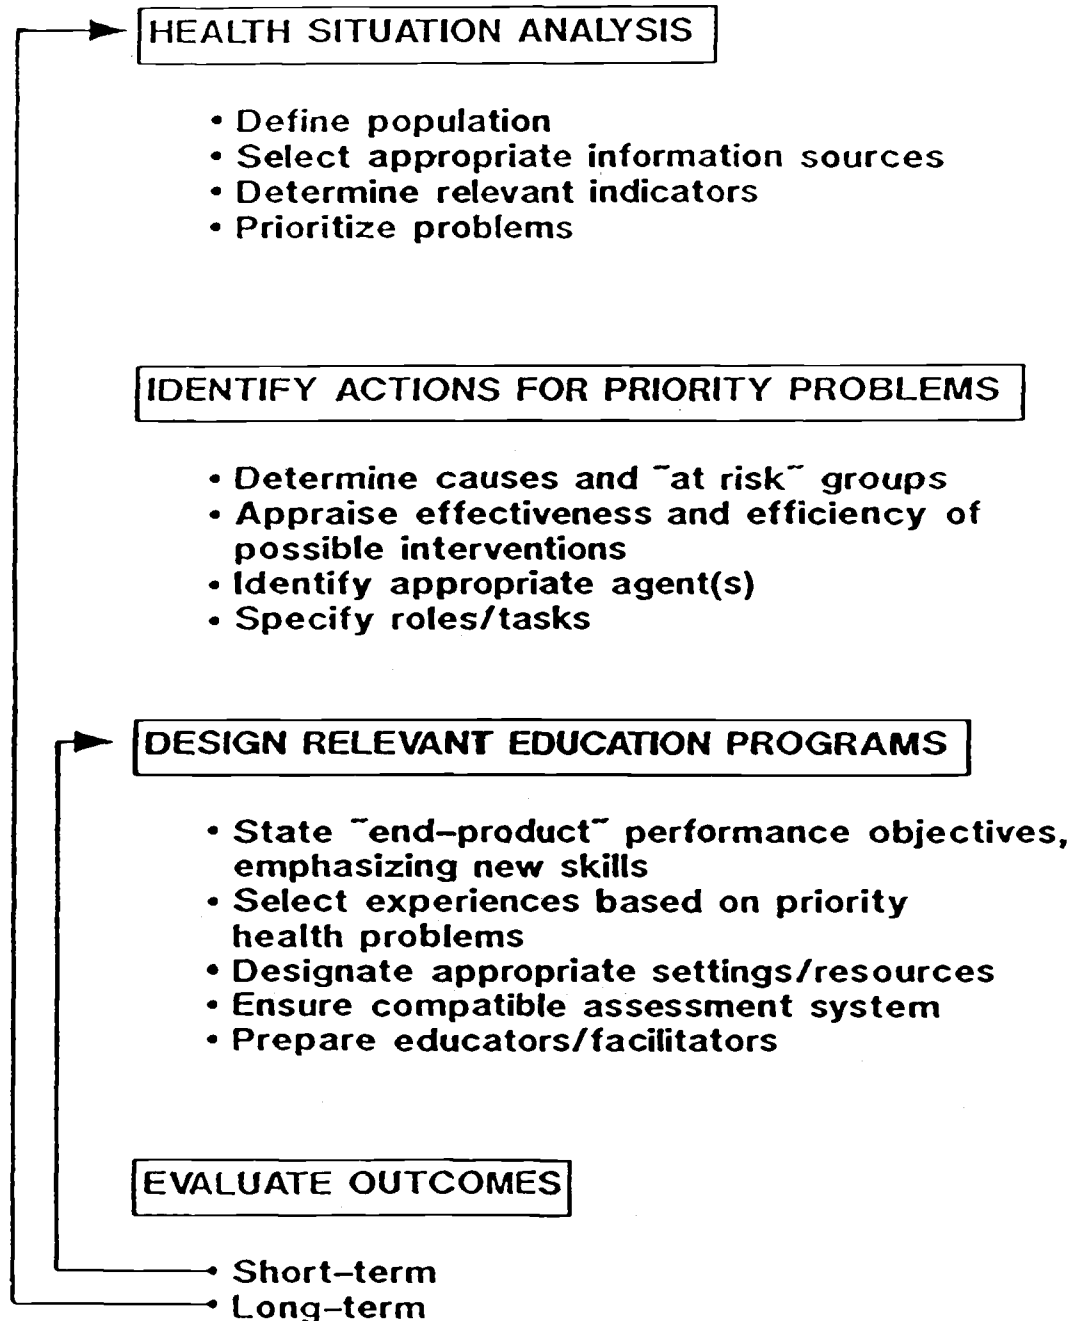 HEALTH SITUATION ANALYSIS
• Define population
• Select appropriate information sources
• Determine relevant indicators
• Prioritize problems
IDENTIFY ACTIONS FOR PRIORITY PROBLEMS
• Determine causes and "at risk" groups
• Appraise effectiveness and efficiency of
possible interventions
• Identify appropriate agent(s)
• Specify roles/tasks
DESIGN RELEVANT EDUCATION PROGRAMS
• State "end-product" performance objectives,
emphasizing new skills
• Select experiences based on priority
health problems
• Designate appropriate settings/resources
• Ensure compatible assessment system
• Prepare educators/facilitators
EVALUATE OUTCOMES
• Short-term
• Long-term